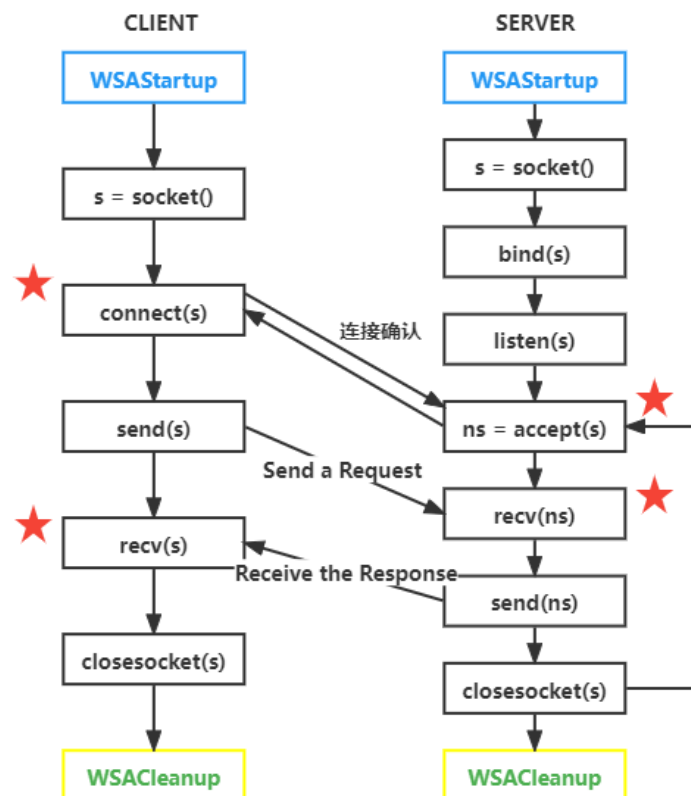 CLIENT
SERVER
WSAStartup
WSAStartup
s = socket()
s = socket()
bind(s)
connect(s)
连接确认
listen(s)
send(s)
ns = accept(s)
Send a Request
recv(ns)
recv(s)
Receive the Response
send(ns)
closesocket(s)
closesocket(s)
WSACleanup
WSACleanup